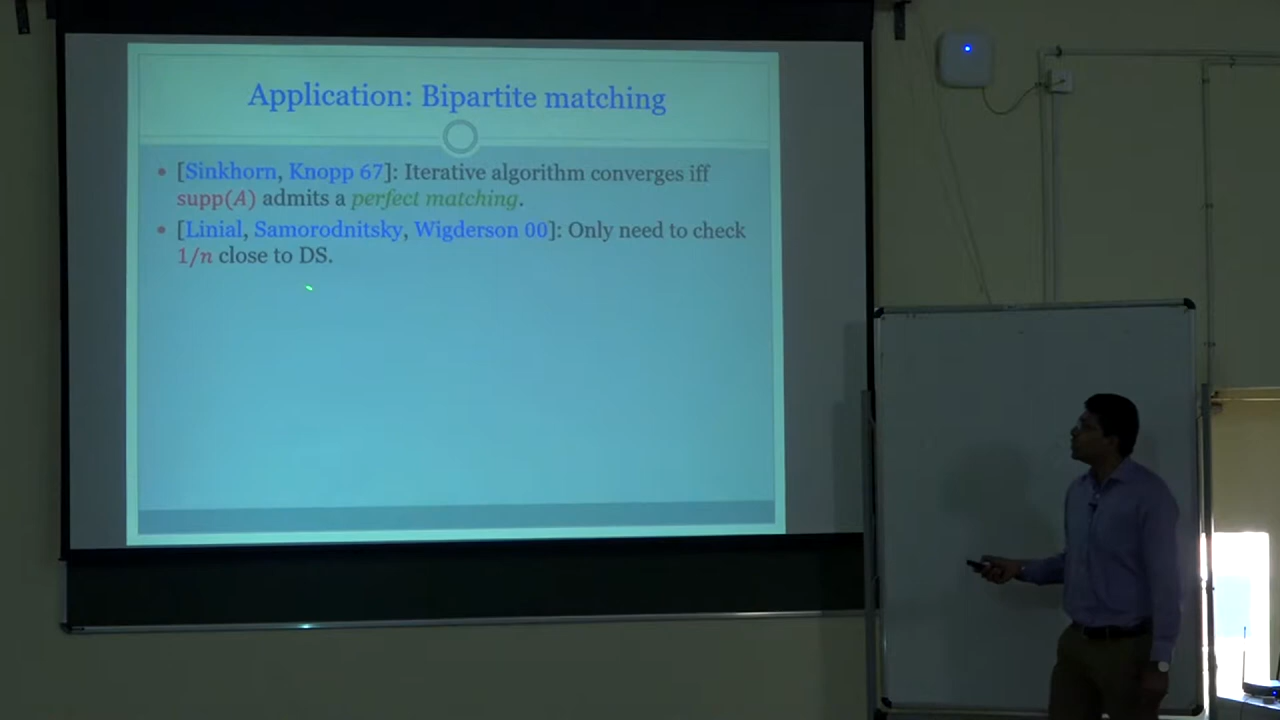 Application: Bipartite matching
• [Sinkhorn, Knopp 67]: Iterative algorithm converges iff
supp(A) admits a perfect matching.
• [Linial, Samorodnitsky, Wigderson 00]: Only need to check
1/n close to DS.